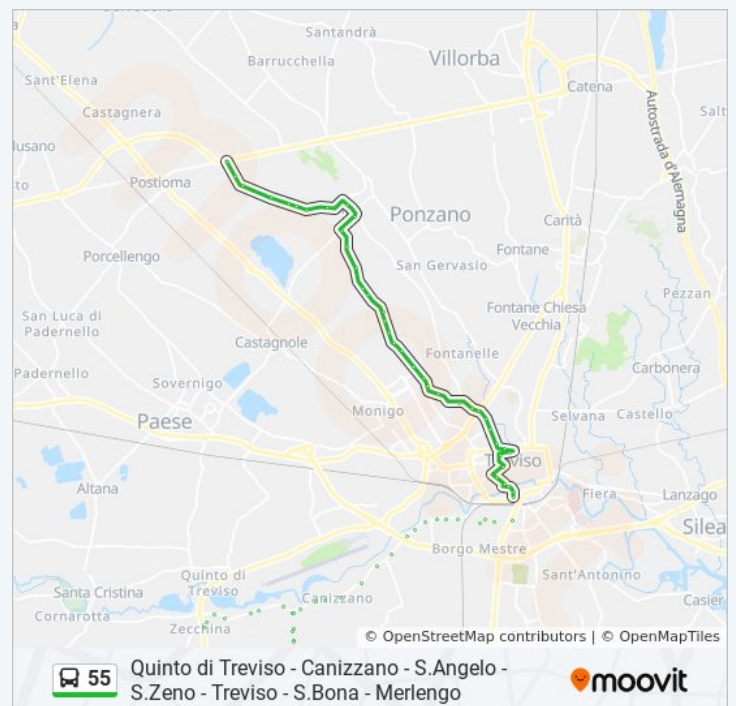 Santandrà
Villorba
Barrucchella
Sant'Elena
Catena
Castagnera
Autostrada d'Alemagna
Salt
lusano
to
Postioma
Ponzano
Carità
Porcellengo
Fontane
San Gervasio
Pezzan
San Luca di
Padernello
Fontane Chiesa
Vecchia
Castagnole
Fontanelle
Carbonera
Padernello
Sovernigo
Monigo
Selvana
Castello
Paese
Treviso
Altana
Fiera
Lanzago
Silea
Borgo Mestre
Quinto di
Treviso
Sant'Antonino
Santa Cristina
Canizzano
Casier
Cornarotta
Zecchina
© OpenStreetMap contributors | © OpenMapTiles
55
Quinto di Treviso - Canizzano - S.Angelo -
S.Zeno - Treviso - S.Bona - Merlengo
moovit